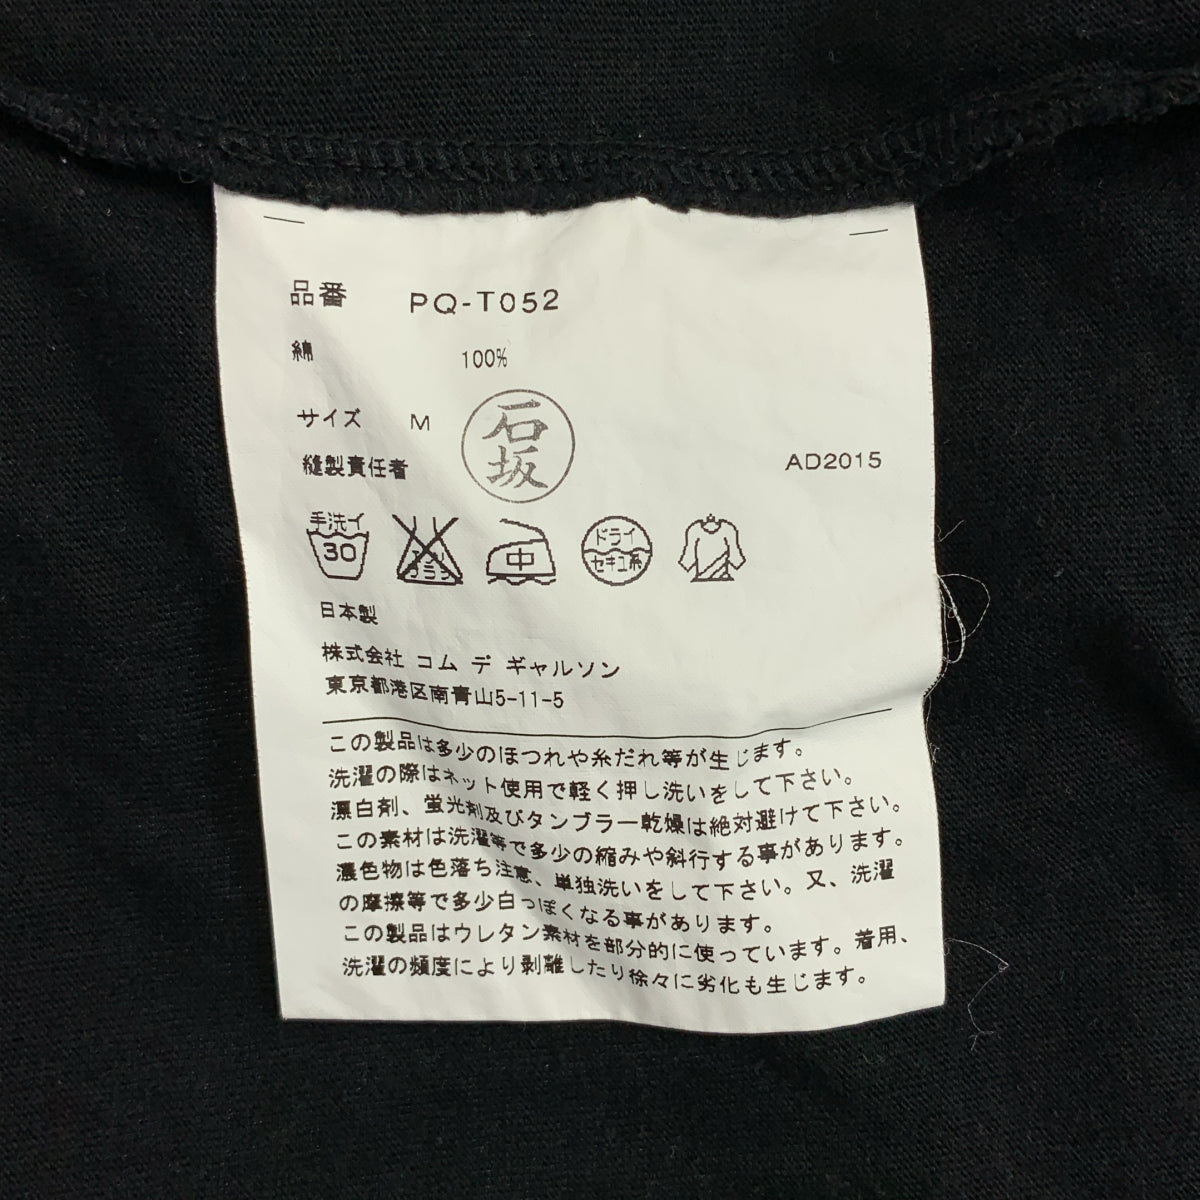 品番 PQ-T052
綿 100%
サイズ M
石坂
縫製責任者
AD2015
手洗イ
30
エンソ
サラシ
中
ドライ
セキユ系
日本製
株式会社 コム デ ギャルソン
東京都港区南青山5-11-5
この製品は多少のほつれや糸だれ等が生じます。
洗濯の際はネット使用で軽く押し洗いをして下さい。
漂白剤、蛍光剤及びタンブラー乾燥は絶対避けて下さい。
この素材は洗濯等で多少の縮みや斜行する事があります。
濃色物は色落ち注意、単独洗いをして下さい。又、洗濯
の摩擦等で多少白っぽくなる事があります。
この製品はウレタン素材を部分的に使っています。着用、
洗濯の頻度により剥離したり徐々に劣化も生じます。